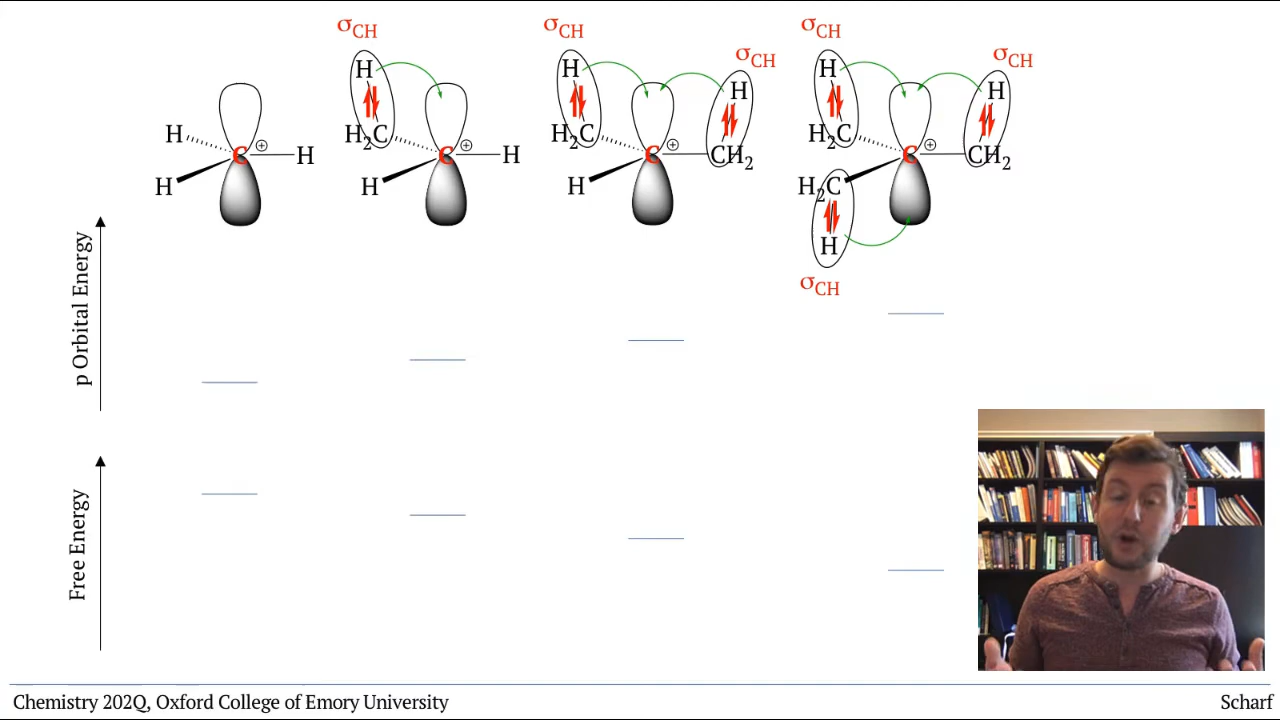 σCH
σCH
σCH
σCH
σCH
H
H
H
H
H
H H₂C C ⊕ H
H₂C C ⊕ H
H₂C C ⊕ CH₂
H₂C C ⊕ CH₂
H
H
H
H₂C
H
σCH
p Orbital Energy
Free Energy
Chemistry 202Q, Oxford College of Emory University
Scharf